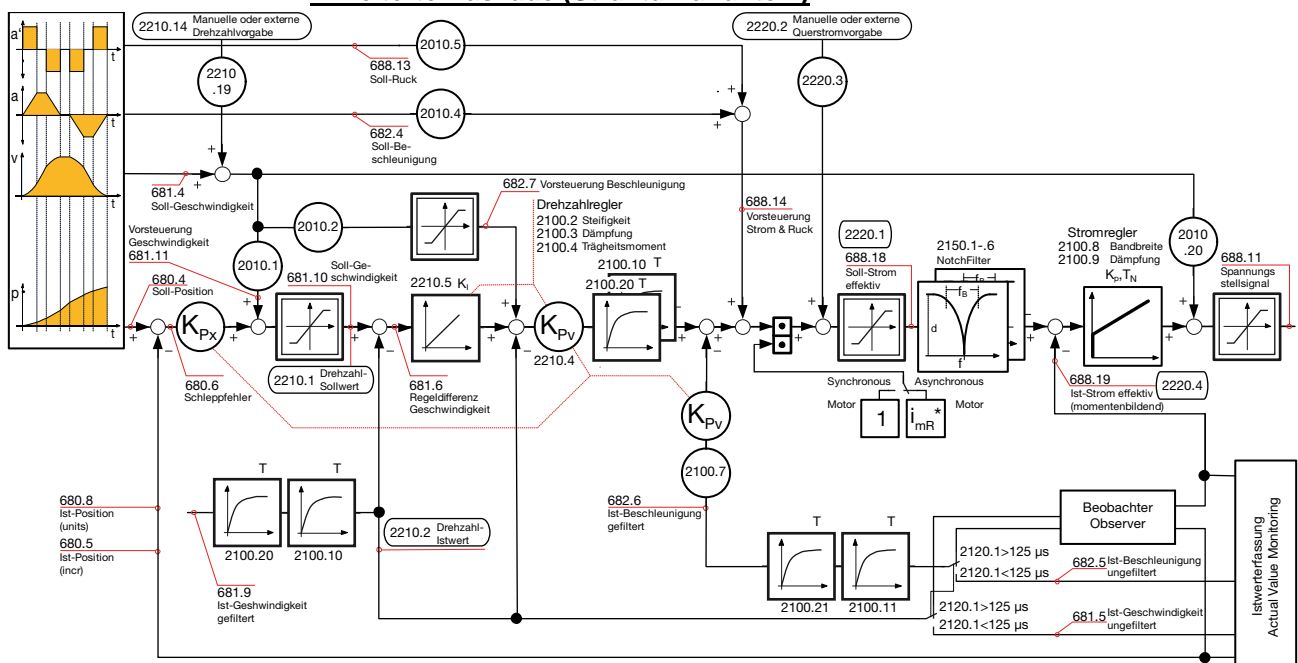 2210.14
Manuelle oder externe
Drehzahlvorgabe
2220.2
Manuelle oder externe
Querstromvorgabe
a'
t
2010.5
688.13
Soll-Ruck
2210
.19
2220.3
a
t
2010.4
682.4
Soll-Be-
schleunigung
+
+
+
v
t
+
+
681.4
Soll-Geschwindigkeit
682.7 Vorsteuerung Beschleunigung
Drehzahlregler
2100.2 Steifigkeit
2100.3 Dämpfung
2100.4 Trägheitsmoment
688.14
Vorsteuerung
Strom & Ruck
Vorsteuerung
Geschwindigkeit
681.11
2010.2
2010.1
2220.1
688.18
Soll-Strom
effektiv
2150.1-.6
NotchFilter
Stromregler
2100.8 Bandbreite
2100.9 Dämpfung
Kp,TN
2010
.20
688.11
Spannungs
stellsignal
680.4
Soll-Position
681.10
Soll-Ge-
schwindigkeit
2210.5 KI
2100.10 T
2100.20 T
p
t
+
−
KPx
+
+
+
−
+
+
−
KPv
2210.4
+
−
+
+
+
+
fB
fB
d
f
+
−
+
+
2210.1
Drehzahl-
Sollwert
680.6
Schleppfehler
681.6
Regeldifferenz
Geschwindigkeit
KPv
Synchronous
Motor
1
Asynchronous
Motor
imR*
688.19
Ist-Strom effektiv
(momentenbildend)
2220.4
2100.7
T
T
680.8
Ist-Position
(units)
680.5
Ist-Position
(incr)
2100.20
2100.10
681.9
Ist-Geshwindigkeit
gefiltert
2210.2
Drehzahl-
Istwert
682.6
Ist-Beschleunigung
gefiltert
T
T
2100.21
2100.11
Beobachter
Observer
2120.1>125 µs
2120.1<125 µs
682.5
Ist-Beschleunigung
ungefiltert
2120.1>125 µs
2120.1<125 µs
681.5
Ist-Geschwindigkeit
ungefiltert
Istwerterfassung
Actual Value Monitoring